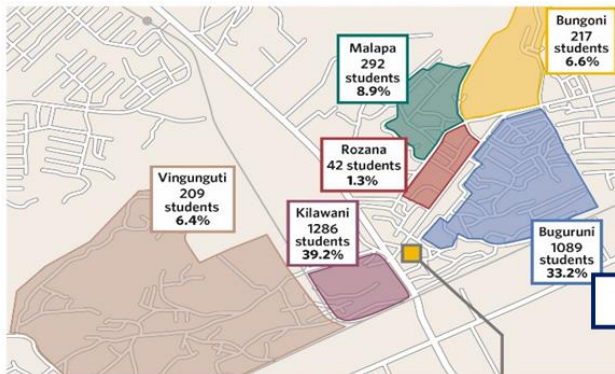 Bungoni
217
students
6.6%
Malapa
292
students
8.9%
Rozana
42 students
1.3%
Vingunguti
209
students
6.4%
Kilawani
1286
students
39.2%
Buguruni
1089
students
33.2%